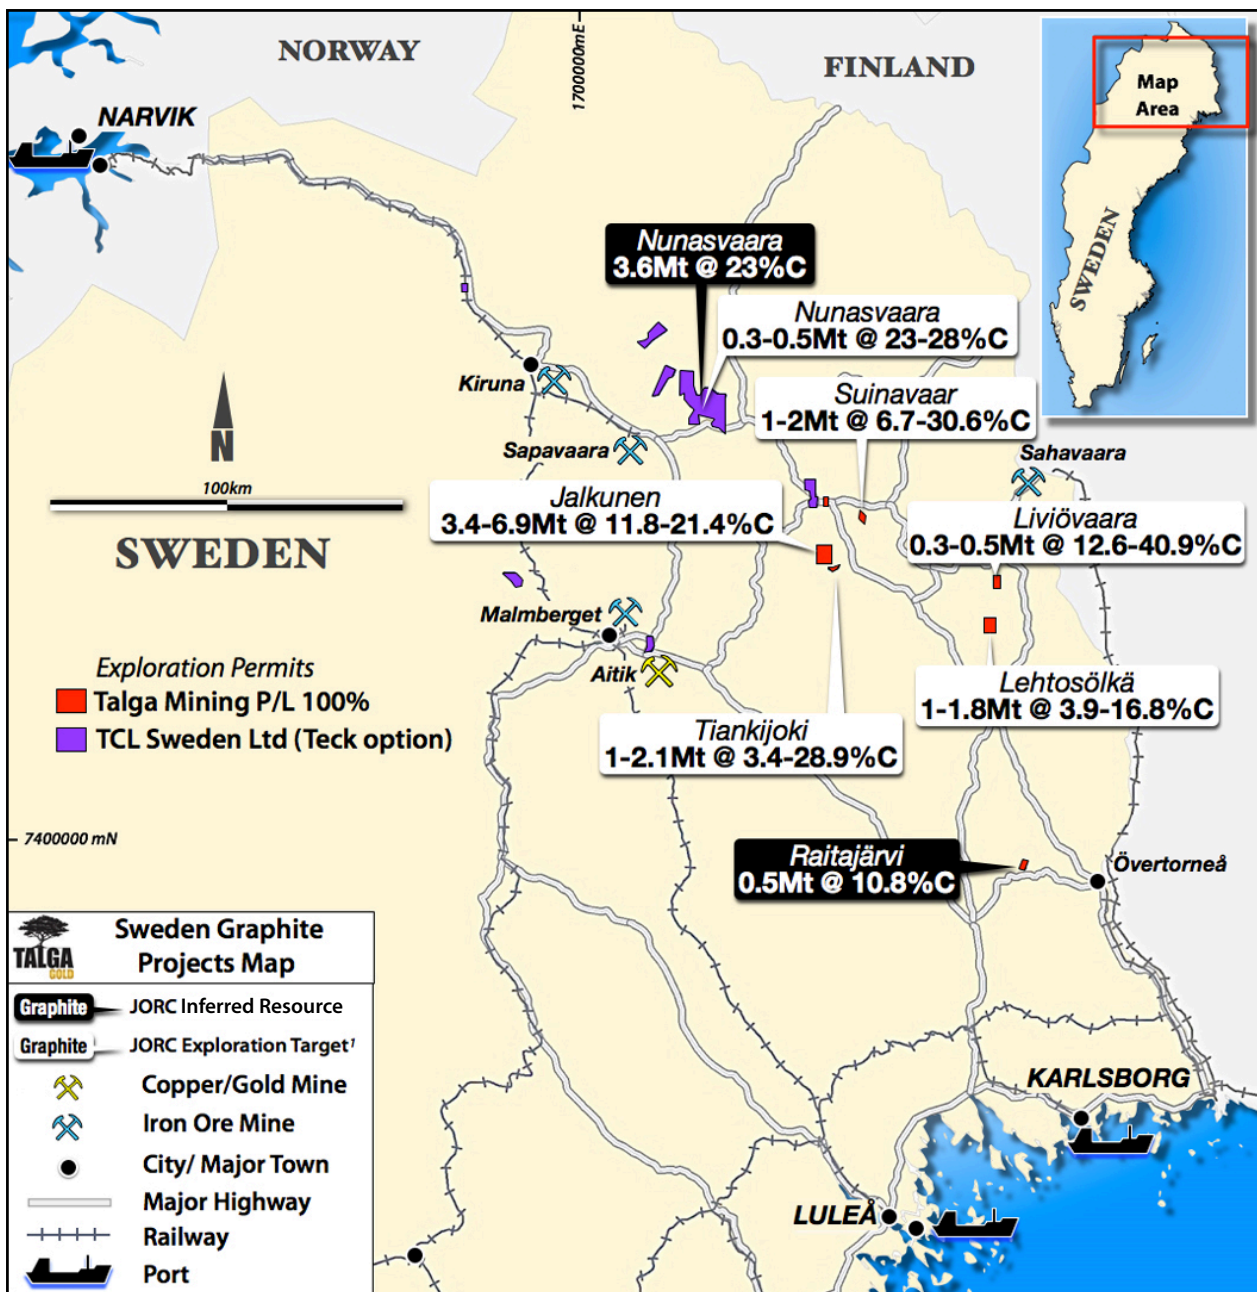 NORWAY
1700000mE
FINLAND
Map
Area
SWEDEN
NARVIK
Nunasvaara
3.6Mt @ 23%C
Nunasvaara
0.3-0.5Mt @ 23-28%C
Kiruna
Suinavaar
1-2Mt @ 6.7-30.6%C
N
Sapavaara
Sahavaara
100km
Jalkunen
3.4-6.9Mt @ 11.8-21.4%C
Liviövaara
0.3-0.5Mt @ 12.6-40.9%C
SWEDEN
Malmberget
Aitik
Exploration Permits
Talga Mining P/L 100%
TCL Sweden Ltd (Teck option)
Lehtosölkä
1-1.8Mt @ 3.9-16.8%C
Tiankijoki
1-2.1Mt @ 3.4-28.9%C
7400000 mN
Raitajärvi
0.5Mt @ 10.8%C
Övertorneå
TALGA
GOLD
Sweden Graphite
Projects Map
Graphite JORC Inferred Resource
Graphite JORC Exploration Target¹
Copper/Gold Mine
Iron Ore Mine
City/ Major Town
Major Highway
Railway
Port
KARLSBORG
LULEÅ